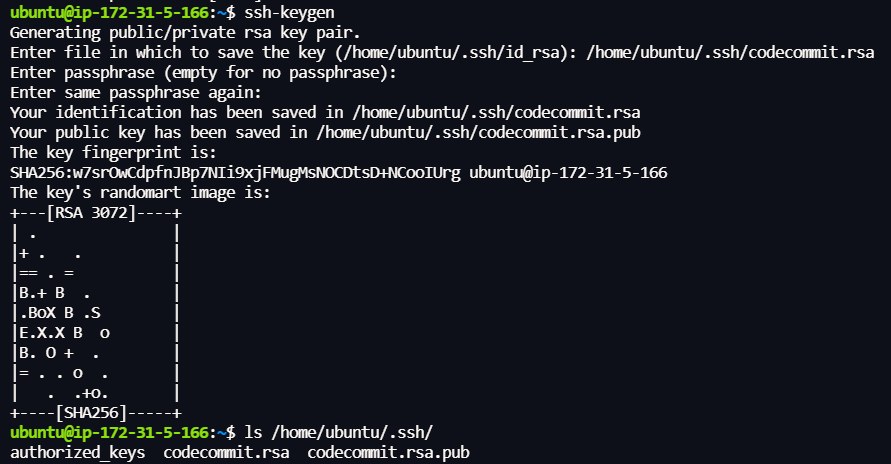 ubuntu@ip-172-31-5-166:~$ ssh-keygen
Generating public/private rsa key pair.
Enter file in which to save the key (/home/ubuntu/.ssh/id_rsa): /home/ubuntu/.ssh/codecommit.rsa
Enter passphrase (empty for no passphrase):
Enter same passphrase again:
Your identification has been saved in /home/ubuntu/.ssh/codecommit.rsa
Your public key has been saved in /home/ubuntu/.ssh/codecommit.rsa.pub
The key fingerprint is:
SHA256:w7srOwCdpfnJBp7NIi9xjFMugMsNOCDtsD+NCooIUrg ubuntu@ip-172-31-5-166
The key's randomart image is:
+---[RSA 3072]----+
| .               |
|+ .   .          |
|== . =           |
|B.+ B  .         |
|.BoX B .S        |
|E.X.X B  o       |
|B. O +  .        |
|= . . o  .       |
|   .  .+o.       |
+----[SHA256]-----+
ubuntu@ip-172-31-5-166:~$ ls /home/ubuntu/.ssh/
authorized_keys  codecommit.rsa  codecommit.rsa.pub